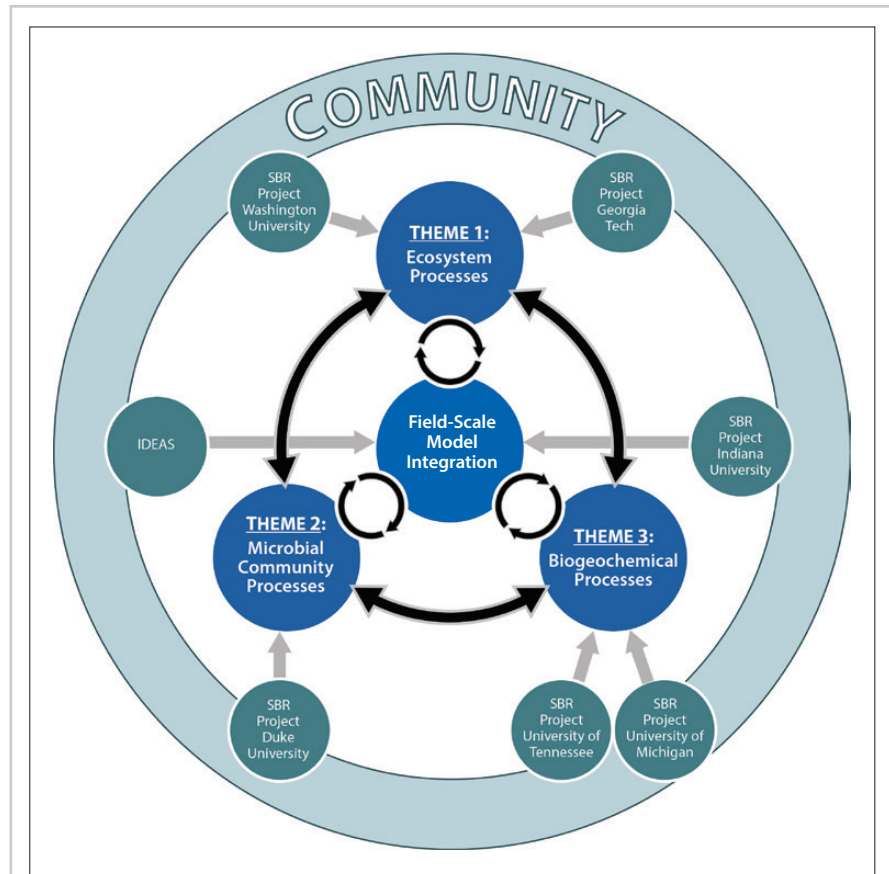 COMMUNITY
SBR
Project
Washington
University
SBR
Project
Georgia
Tech
THEME 1:
Ecosystem
Processes
IDEAS
Field-Scale
Model
Integration
SBR
Project
Indiana
University
THEME 2:
Microbial
Community
Processes
THEME 3:
Biogeochemical
Processes
SBR
Project
Duke
University
SBR
Project
University of
Tennessee
SBR
Project
University of
Michigan